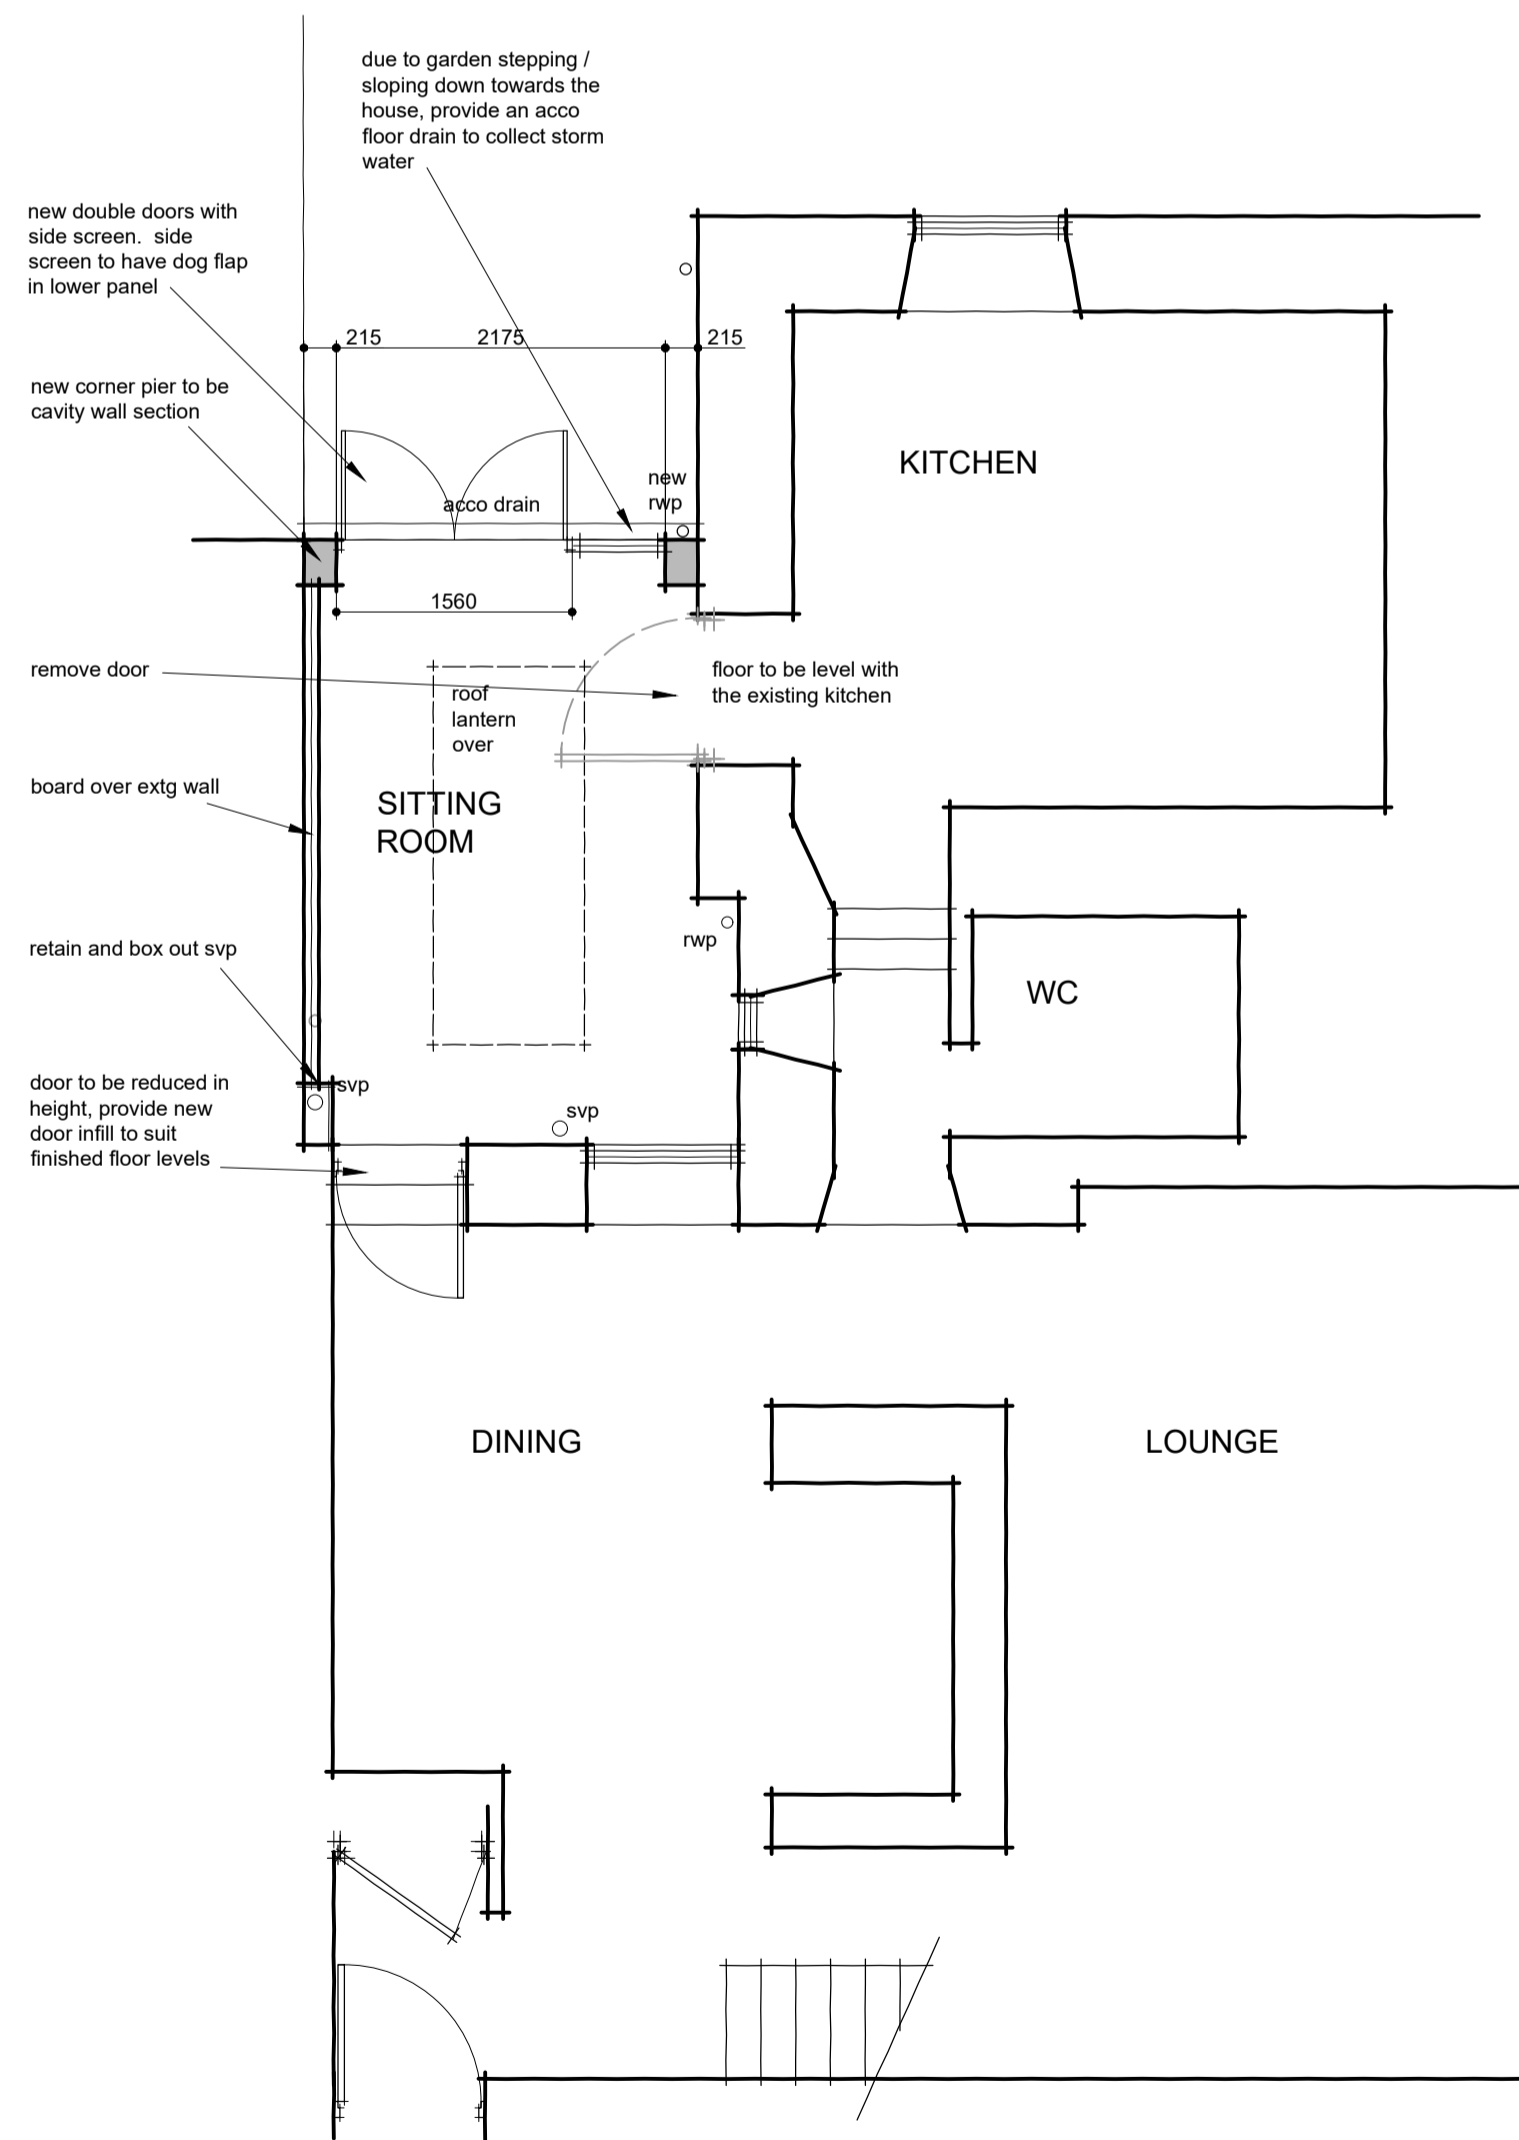 due to garden stepping /
sloping down towards the
house, provide an acco
floor drain to collect storm
water
new double doors with
side screen.  side
screen to have dog flap
in lower panel
215
2175
215
new corner pier to be
cavity wall section
KITCHEN
new
rwp
acco drain
1560
remove door
floor to be level with
the existing kitchen
roof
lantern
over
board over extg wall
SITTING
ROOM
retain and box out svp
rwp
WC
door to be reduced in
height, provide new
door infill to suit
finished floor levels
svp
svp
DINING
LOUNGE